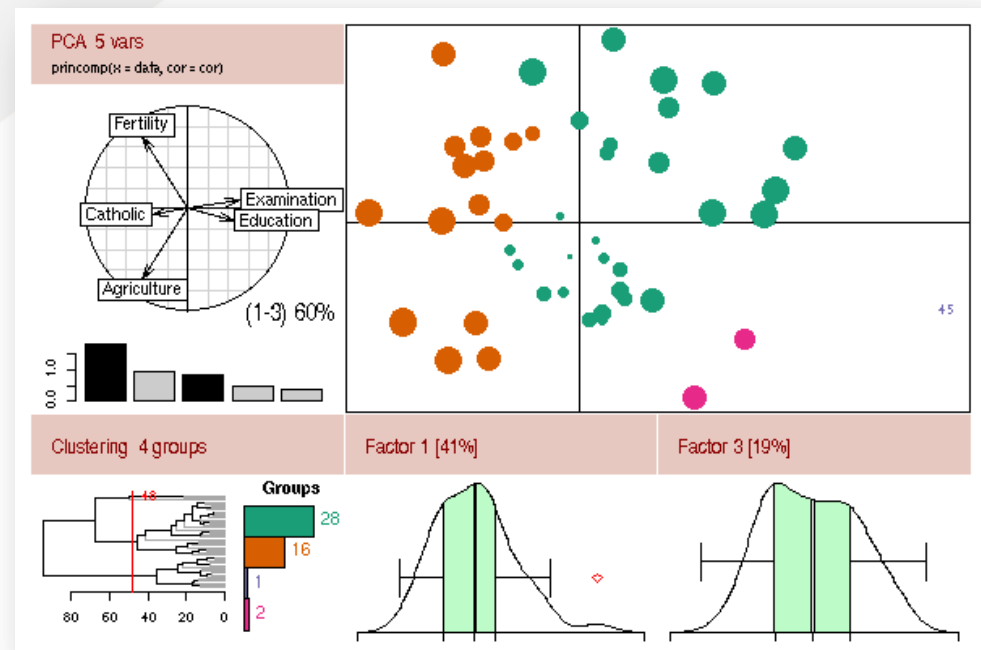 PCA 5 vars
princomp(x = data, cor = cor)
Fertility
Examination
Catholic
Education
Agriculture
(1-3) 60%
45
0.0 1.0
Clustering 4 groups
Factor 1 [41%]
Factor 3 [19%]
48
Groups
28
16
1
2
80 60 40 20 0